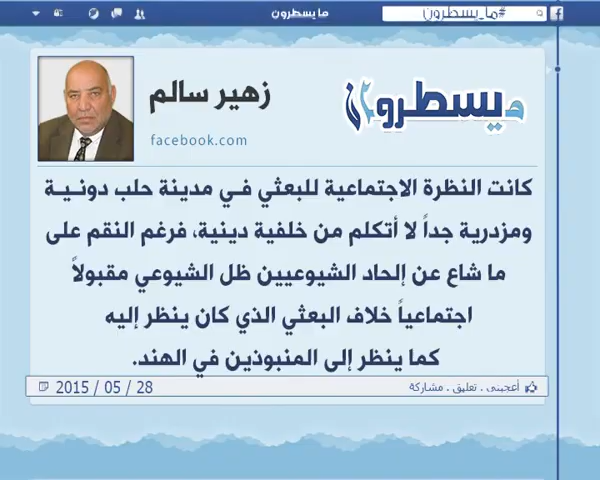 ما يسطرون
#ما_يسطرون
ما يسطرون
زهير سالم
facebook.com
كانت النظرة الاجتماعية للبعثي في مدينة حلب دونية
ومزدرية جداً لا أتكلم من خلفية دينية، فرغم النقم على
ما شاع عن إلحاد الشيوعيين ظل الشيوعي مقبولاً
اجتماعياً خلاف البعثي الذي كان ينظر إليه
كما ينظر إلى المنبوذين في الهند.
أعجبني . تعليق . مشاركة
28 / 05 / 2015